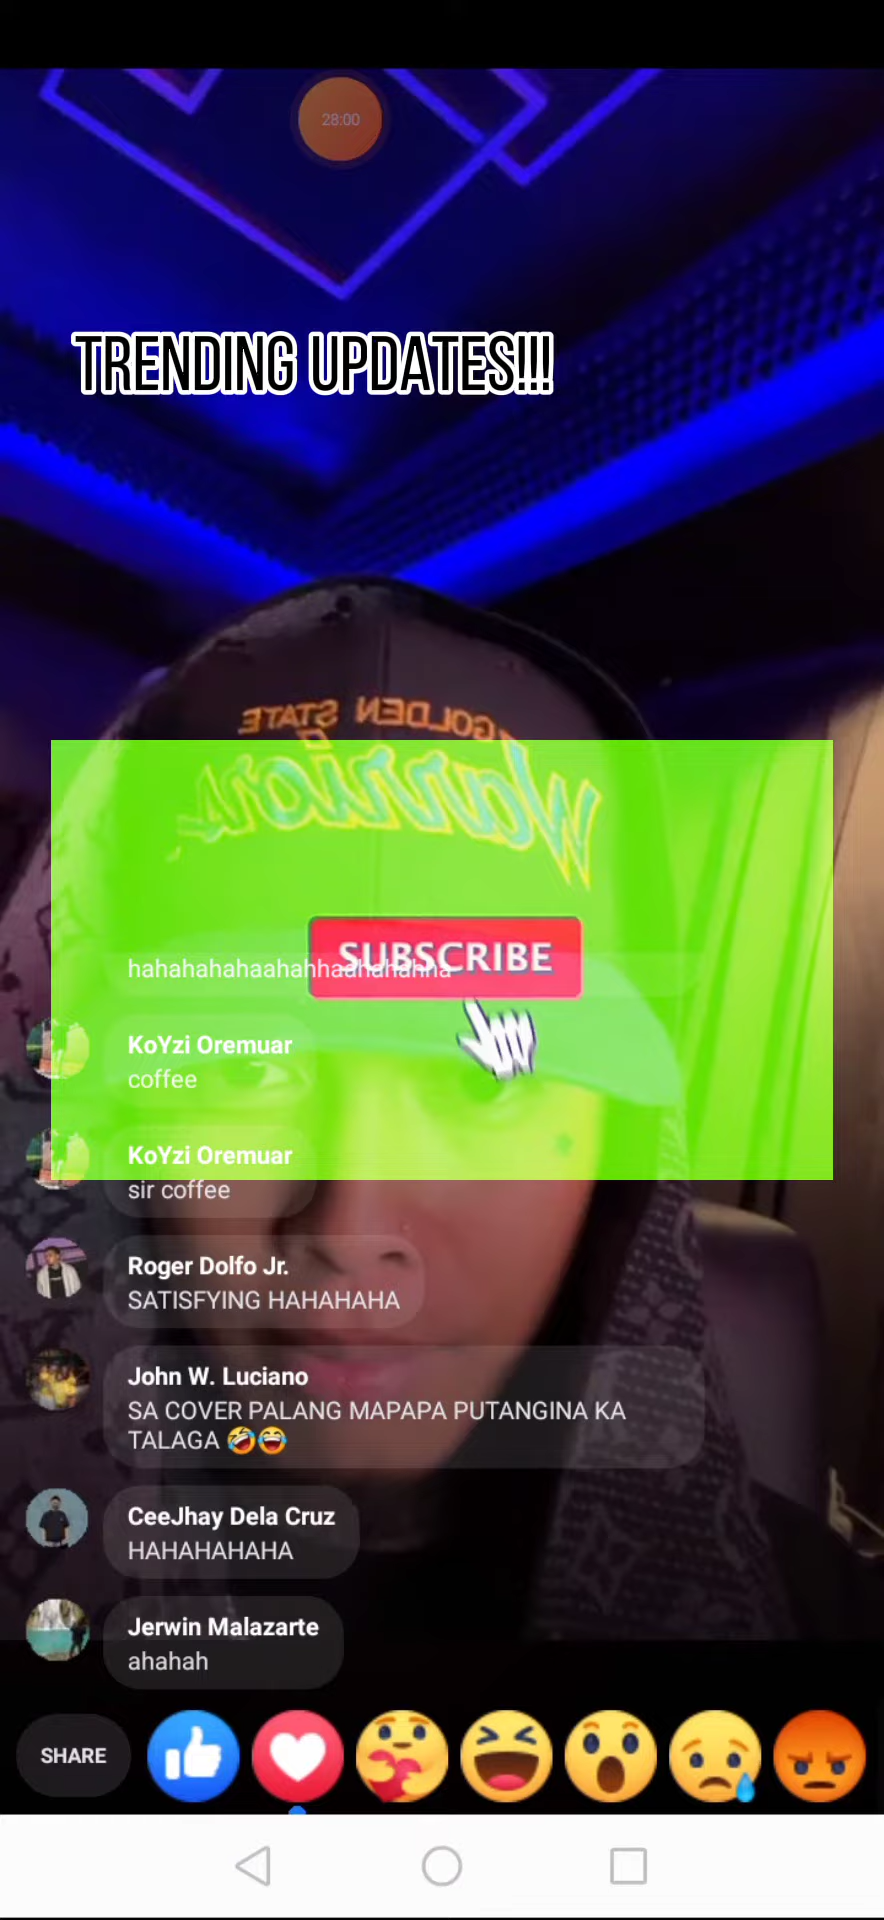 28:00
TRENDING UPDATES!!!
GOLDEN STATE
Warriors
SUBSCRIBE
hahahahahaahahhaahahahha
KoYzi Oremuar
coffee
KoYzi Oremuar
sir coffee
Roger Dolfo Jr.
SATISFYING HAHAHAHA
John W. Luciano
SA COVER PALANG MAPAPA PUTANGINA KA
TALAGA 🤣😂
CeeJhay Dela Cruz
HAHAHAHAHA
Jerwin Malazarte
ahahah
SHARE